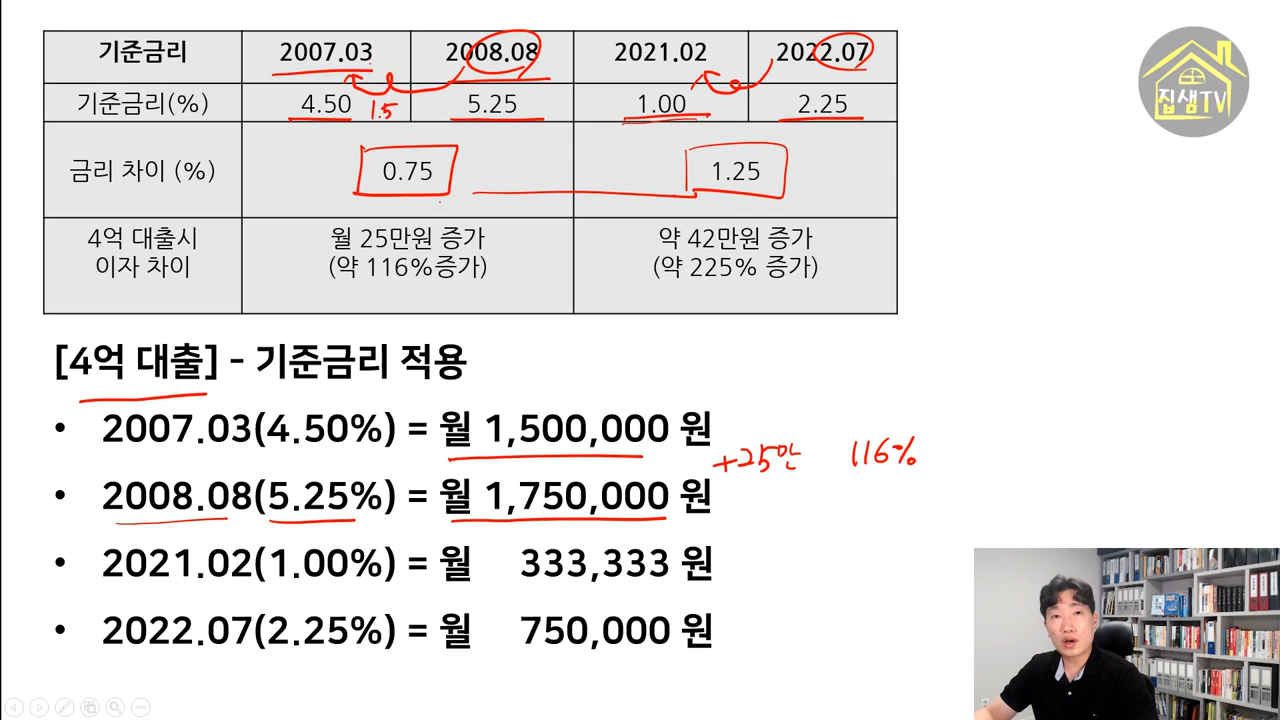 기준금리 2007.03 2008.08 2021.02 2022.07
기준금리(%) 4.50 5.25 1.00 2.25
1.5
금리 차이 (%) 0.75 1.25
4억 대출시 이자 차이 월 25만원 증가 (약 116%증가) 약 42만원 증가 (약 225% 증가)
집샘TV
[4억 대출] - 기준금리 적용
• 2007.03(4.50%) = 월 1,500,000 원
+25만 116%
• 2008.08(5.25%) = 월 1,750,000 원
• 2021.02(1.00%) = 월 333,333 원
• 2022.07(2.25%) = 월 750,000 원